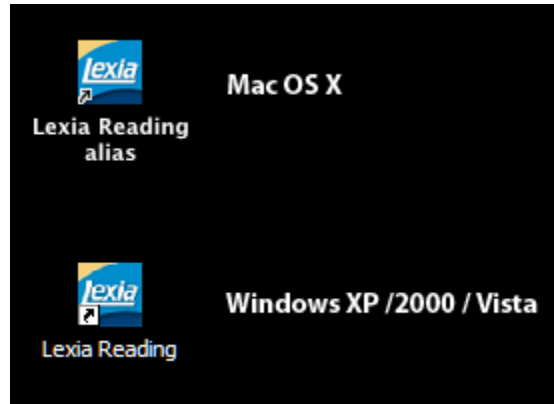 lexia
Mac OS X
Lexia Reading
alias
lexia
Windows XP /2000 / Vista
Lexia Reading